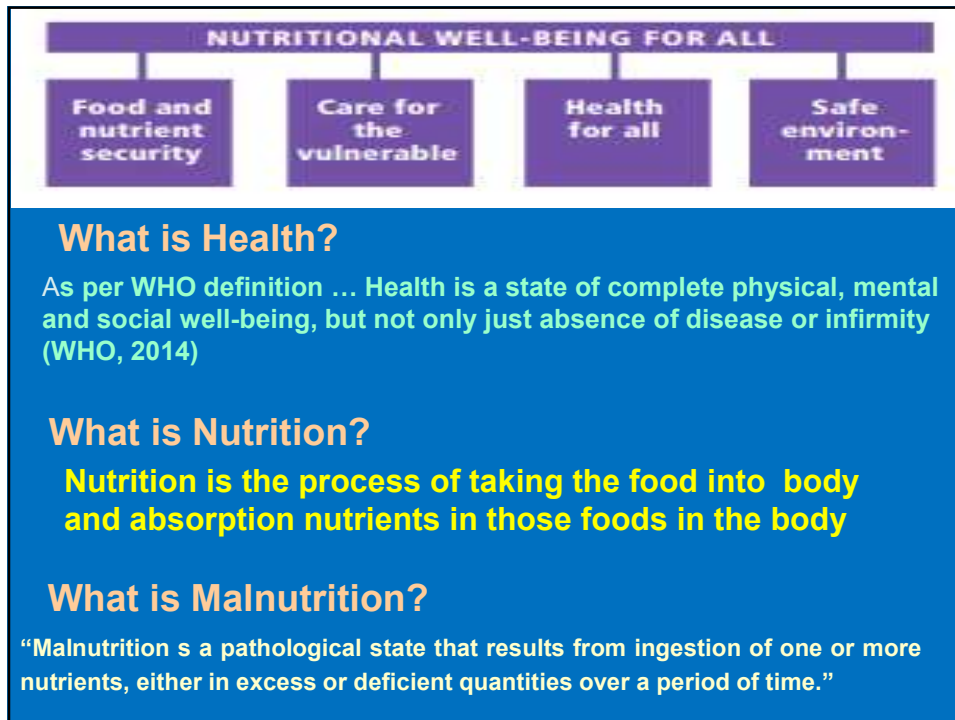 NUTRITIONAL WELL-BEING FOR ALL
Food and
nutrient
security
Care for
the
vulnerable
Health
for all
Safe
environ-
ment
What is Health?
As per WHO definition … Health is a state of complete physical, mental
and social well-being, but not only just absence of disease or infirmity
(WHO, 2014)
What is Nutrition?
Nutrition is the process of taking the food into body
and absorption nutrients in those foods in the body
What is Malnutrition?
“Malnutrition s a pathological state that results from ingestion of one or more
nutrients, either in excess or deficient quantities over a period of time.”